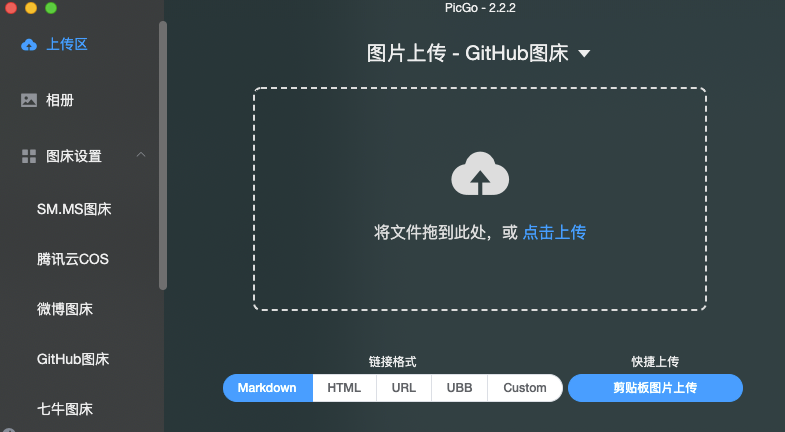 PicGo - 2.2.2
上传区
相册
图床设置
SM.MS图床
腾讯云COS
微博图床
GitHub图床
七牛图床
图片上传 - GitHub图床
将文件拖到此处，或 点击上传
链接格式
Markdown HTML URL UBB Custom
快捷上传
剪贴板图片上传